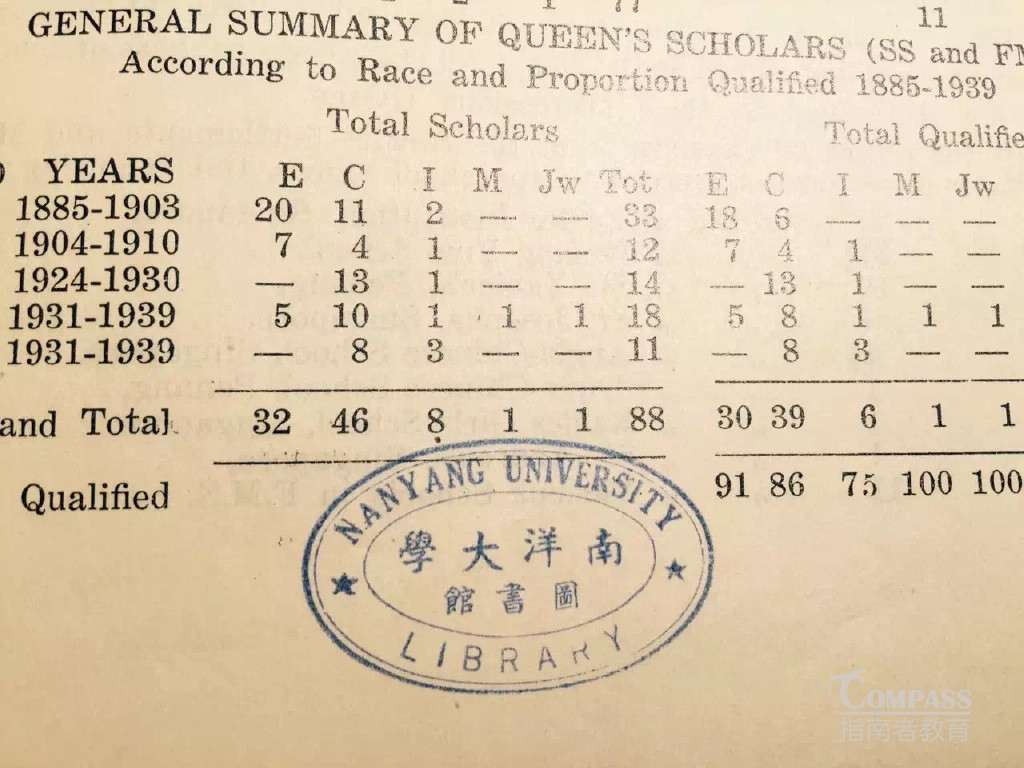 11
GENERAL SUMMARY OF QUEEN'S SCHOLARS (SS and FM
According to Race and Proportion Qualified 1885-1939
Total Scholars Total Qualifie
YEARS E C I M Jw Tot E C I M Jw
1885-1903 20 11 2 — — 33 18 6 — — —
1904-1910 7 4 1 — — 12 7 4 1 — —
1924-1930 — 13 1 — — 14 — 13 1 — —
1931-1939 5 10 1 1 1 18 5 8 1 1 1
1931-1939 — 8 3 — — 11 — 8 3 — —
and Total 32 46 8 1 1 88 30 39 6 1 1
Qualified 91 86 75 100 100
NANYANG UNIVERSITY
學大洋南
館書圖
LIBRARY
COMPASS
指南者教育